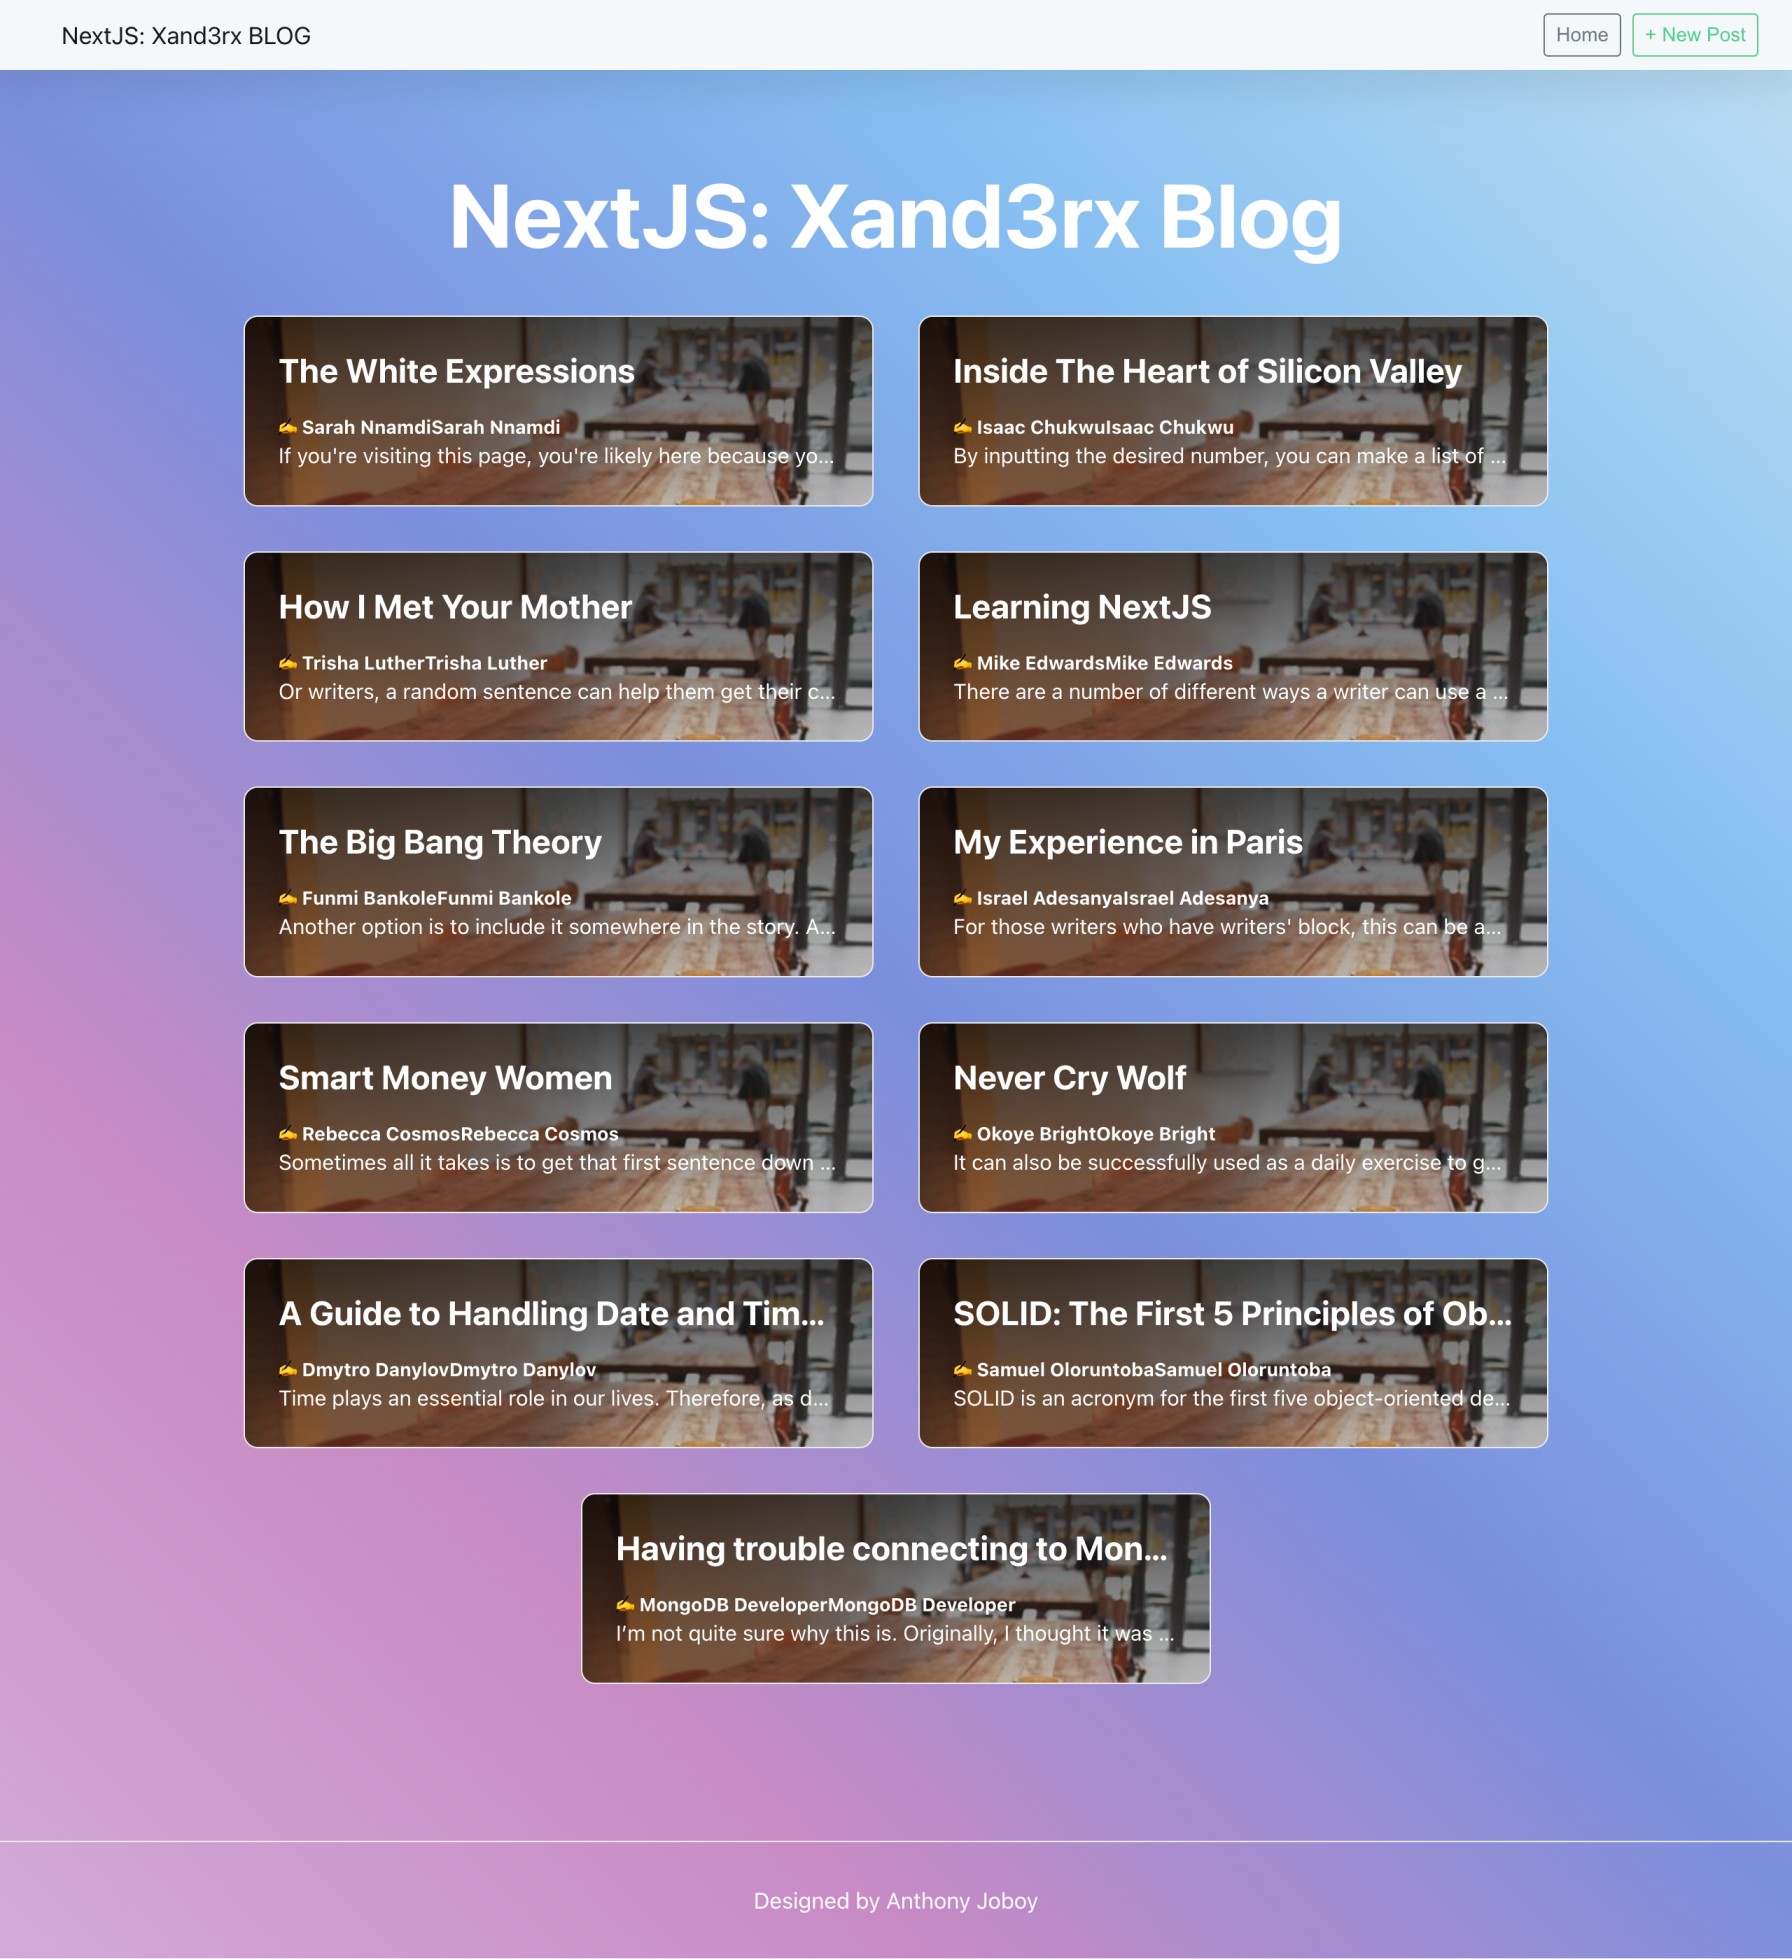 NextJS: Xand3rx BLOG
Home
+ New Post
NextJS: Xand3rx Blog
The White Expressions
✍️ Sarah NnamdiSarah Nnamdi
If you're visiting this page, you're likely here because yo...
Inside The Heart of Silicon Valley
✍️ Isaac ChukwuIsaac Chukwu
By inputting the desired number, you can make a list of ...
How I Met Your Mother
✍️ Trisha LutherTrisha Luther
Or writers, a random sentence can help them get their c...
Learning NextJS
✍️ Mike EdwardsMike Edwards
There are a number of different ways a writer can use a ...
The Big Bang Theory
✍️ Funmi BankoleFunmi Bankole
Another option is to include it somewhere in the story. A...
My Experience in Paris
✍️ Israel AdesanyaIsrael Adesanya
For those writers who have writers' block, this can be a...
Smart Money Women
✍️ Rebecca CosmosRebecca Cosmos
Sometimes all it takes is to get that first sentence down ...
Never Cry Wolf
✍️ Okoye BrightOkoye Bright
It can also be successfully used as a daily exercise to g...
A Guide to Handling Date and Tim...
✍️ Dmytro DanylovDmytro Danylov
Time plays an essential role in our lives. Therefore, as d...
SOLID: The First 5 Principles of Ob...
✍️ Samuel OloruntobaSamuel Oloruntoba
SOLID is an acronym for the first five object-oriented de...
Having trouble connecting to Mon...
✍️ MongoDB DeveloperMongoDB Developer
I’m not quite sure why this is. Originally, I thought it was ...
Designed by Anthony Joboy